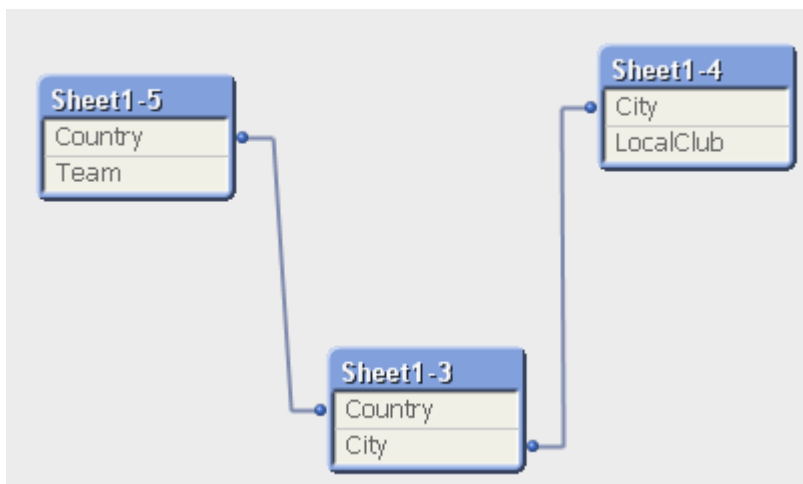 Sheet1-5
Country
Team
Sheet1-4
City
LocalClub
Sheet1-3
Country
City